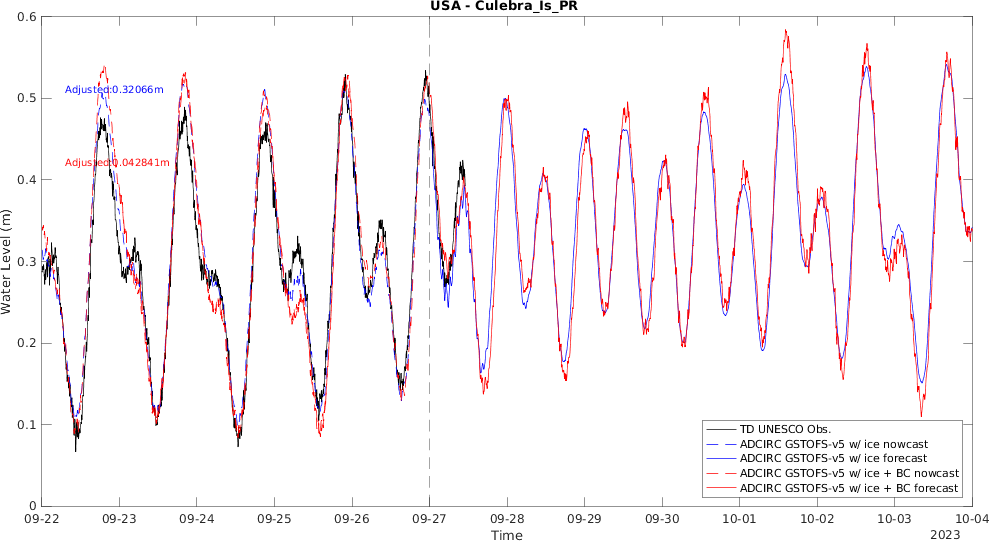 USA - Culebra_Is_PR
0.6
0.5
0.4
0.3
0.2
0.1
0
Water Level (m)
Adjusted:0.32066m
Adjusted:0.042841m
TD UNESCO Obs.
ADCIRC GSTOFS-v5 w/ ice nowcast
ADCIRC GSTOFS-v5 w/ ice forecast
ADCIRC GSTOFS-v5 w/ ice + BC nowcast
ADCIRC GSTOFS-v5 w/ ice + BC forecast
09-22 09-23 09-24 09-25 09-26 09-27 09-28 09-29 09-30 10-01 10-02 10-03 10-04
Time
2023